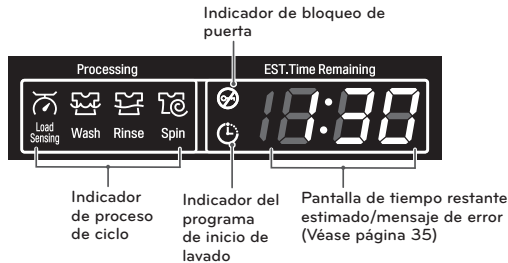 Indicador de bloqueo de
puerta
Processing
EST.Time Remaining
Load
Sensing
Wash
Rinse
Spin
1:30
Indicador
de proceso
de ciclo
Indicador del
programa
de inicio de
lavado
Pantalla de tiempo restante
estimado/mensaje de error
(Véase página 35)